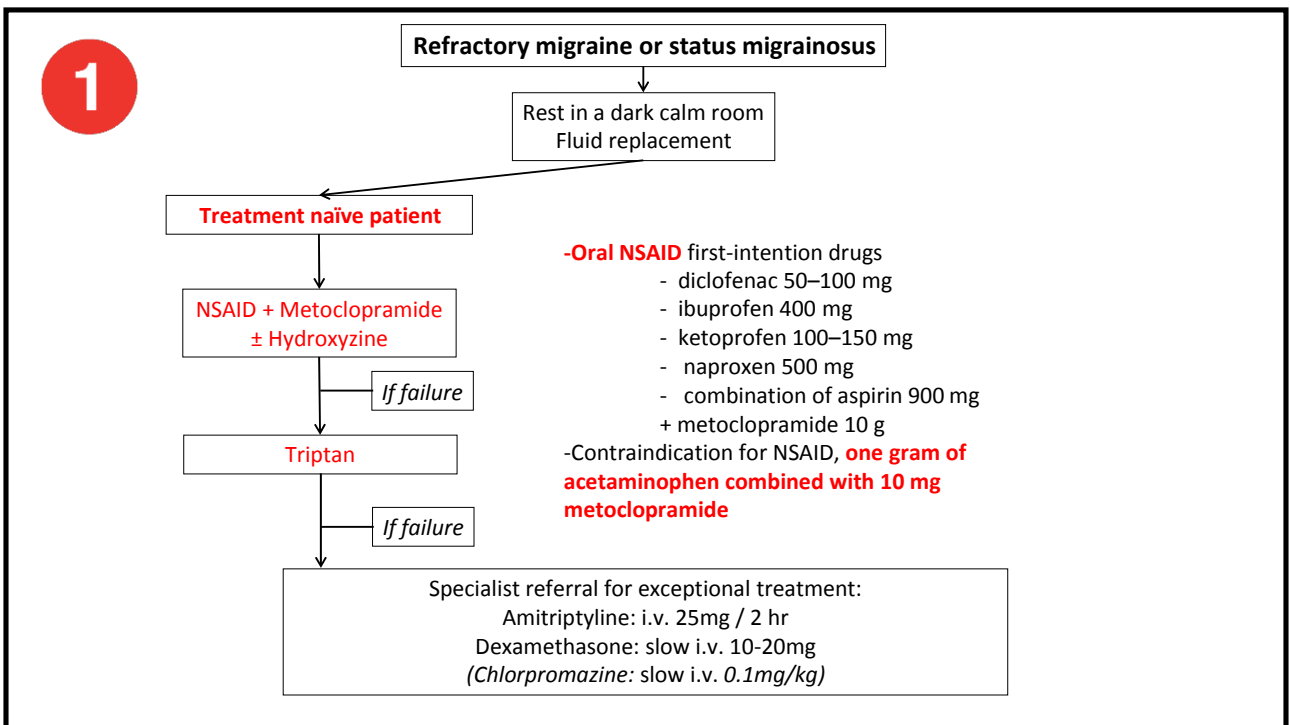 1
Refractory migraine or status migrainosus
Rest in a dark calm room
Fluid replacement
Treatment naïve patient
NSAID + Metoclopramide
± Hydroxyzine
If failure
Triptan
If failure
-Oral NSAID first-intention drugs
- diclofenac 50–100 mg
- ibuprofen 400 mg
- ketoprofen 100–150 mg
- naproxen 500 mg
- combination of aspirin 900 mg
+ metoclopramide 10 g
-Contraindication for NSAID, one gram of
acetaminophen combined with 10 mg
metoclopramide
Specialist referral for exceptional treatment:
Amitriptyline: i.v. 25mg / 2 hr
Dexamethasone: slow i.v. 10-20mg
(Chlorpromazine: slow i.v. 0.1mg/kg)